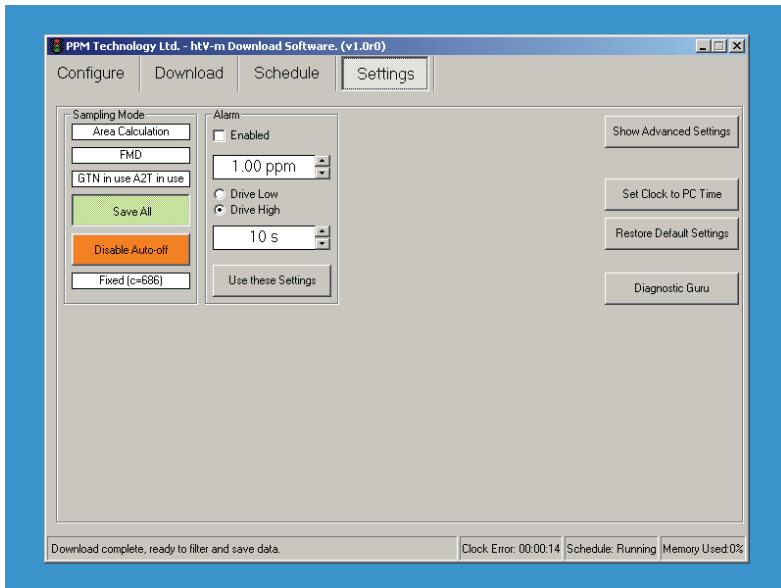 PPM Technology Ltd. - htV-m Download Software. (v1.0r0)
Configure Download Schedule Settings
Sampling Mode
Area Calculation
FMD
GTN in use A2T in use
Save All
Disable Auto-off
Fixed (c=686)
Alarm
Enabled
1.00 ppm
Drive Low
Drive High
10 s
Use these Settings
Show Advanced Settings
Set Clock to PC Time
Restore Default Settings
Diagnostic Guru
Download complete, ready to filter and save data. Clock Error: 00:00:14 Schedule: Running Memory Used:0%